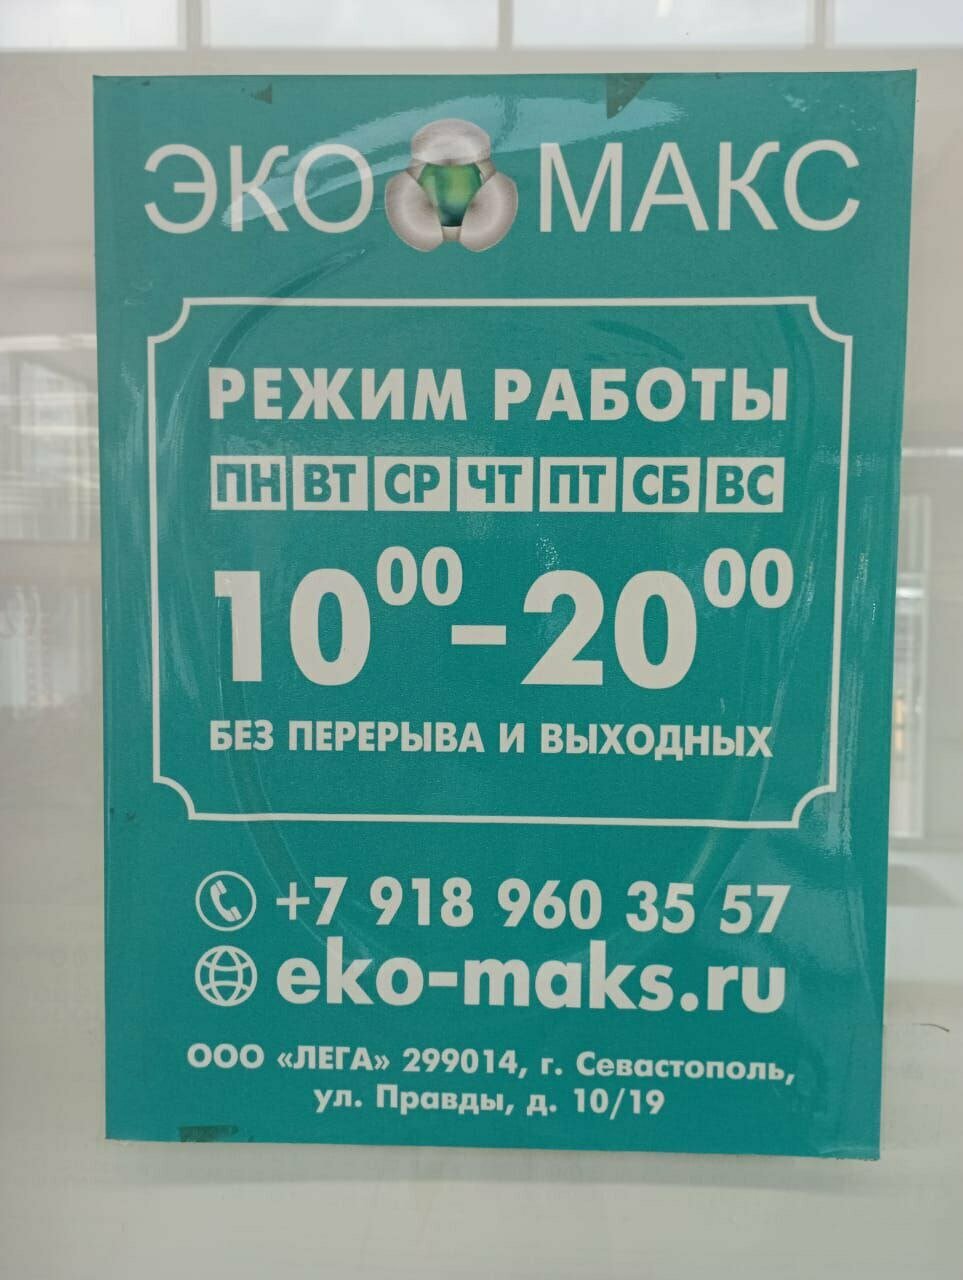 ЭКО МАКС
РЕЖИМ РАБОТЫ
ПН ВТ СР ЧТ ПТ СБ ВС
10⁰⁰-20⁰⁰
БЕЗ ПЕРЕРЫВА И ВЫХОДНЫХ
+7 918 960 35 57
eko-maks.ru
ООО «ЛЕГА» 299014, г. Севастополь,
ул. Правды, д. 10/19